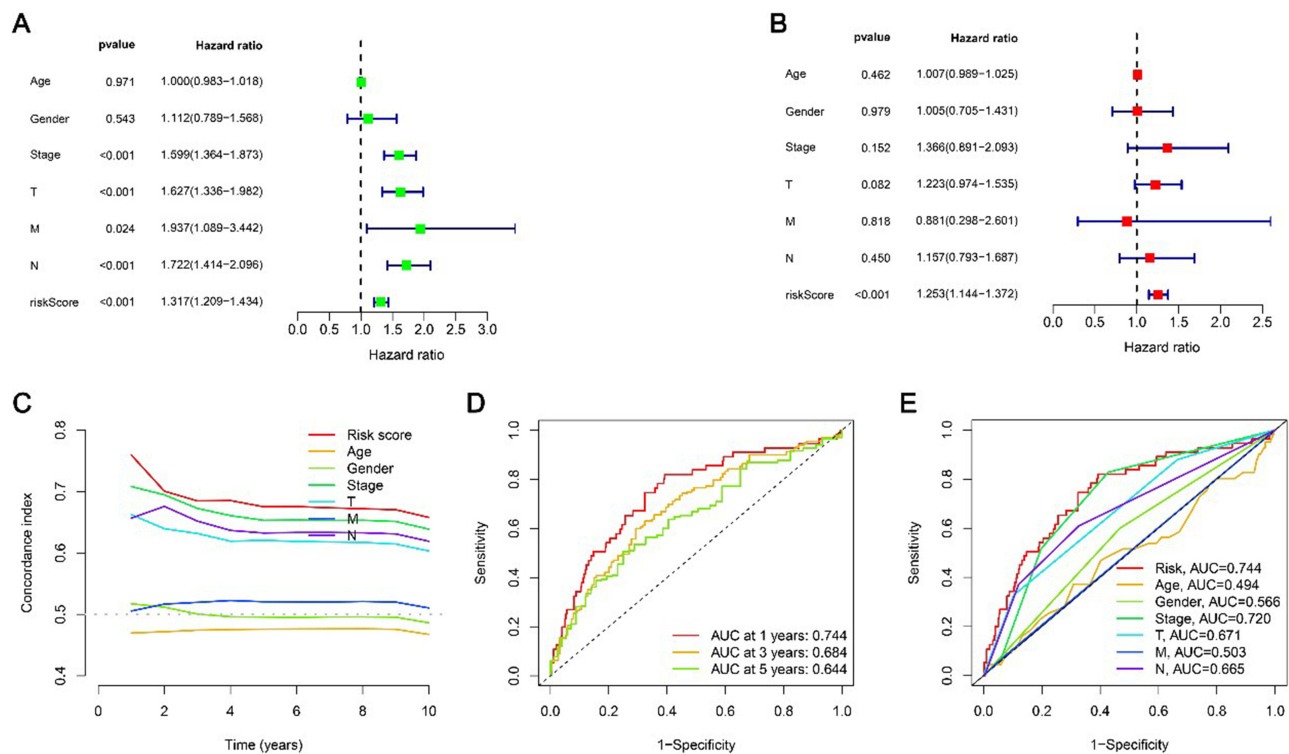 A
pvalue Hazard ratio
Age 0.971 1.000(0.983−1.018)
Gender 0.543 1.112(0.789−1.568)
Stage <0.001 1.599(1.364−1.873)
T <0.001 1.627(1.336−1.982)
M 0.024 1.937(1.089−3.442)
N <0.001 1.722(1.414−2.096)
riskScore <0.001 1.317(1.209−1.434)
0.0 0.5 1.0 1.5 2.0 2.5 3.0
Hazard ratio
B
pvalue Hazard ratio
Age 0.462 1.007(0.989−1.025)
Gender 0.979 1.005(0.705−1.431)
Stage 0.152 1.366(0.891−2.093)
T 0.082 1.223(0.974−1.535)
M 0.818 0.881(0.298−2.601)
N 0.450 1.157(0.793−1.687)
riskScore <0.001 1.253(1.144−1.372)
0.0 0.5 1.0 1.5 2.0 2.5
Hazard ratio
C
Concordance index
0.8
0.7
0.6
0.5
0.4
Risk score
Age
Gender
Stage
T
M
N
0 2 4 6 8 10
Time (years)
D
Sensitivity
1.0
0.8
0.6
0.4
0.2
0.0
AUC at 1 years: 0.744
AUC at 3 years: 0.684
AUC at 5 years: 0.644
0.0 0.2 0.4 0.6 0.8 1.0
1−Specificity
E
Sensitivity
1.0
0.8
0.6
0.4
0.2
0.0
Risk, AUC=0.744
Age, AUC=0.494
Gender, AUC=0.566
Stage, AUC=0.720
T, AUC=0.671
M, AUC=0.503
N, AUC=0.665
0.0 0.2 0.4 0.6 0.8 1.0
1−Specificity